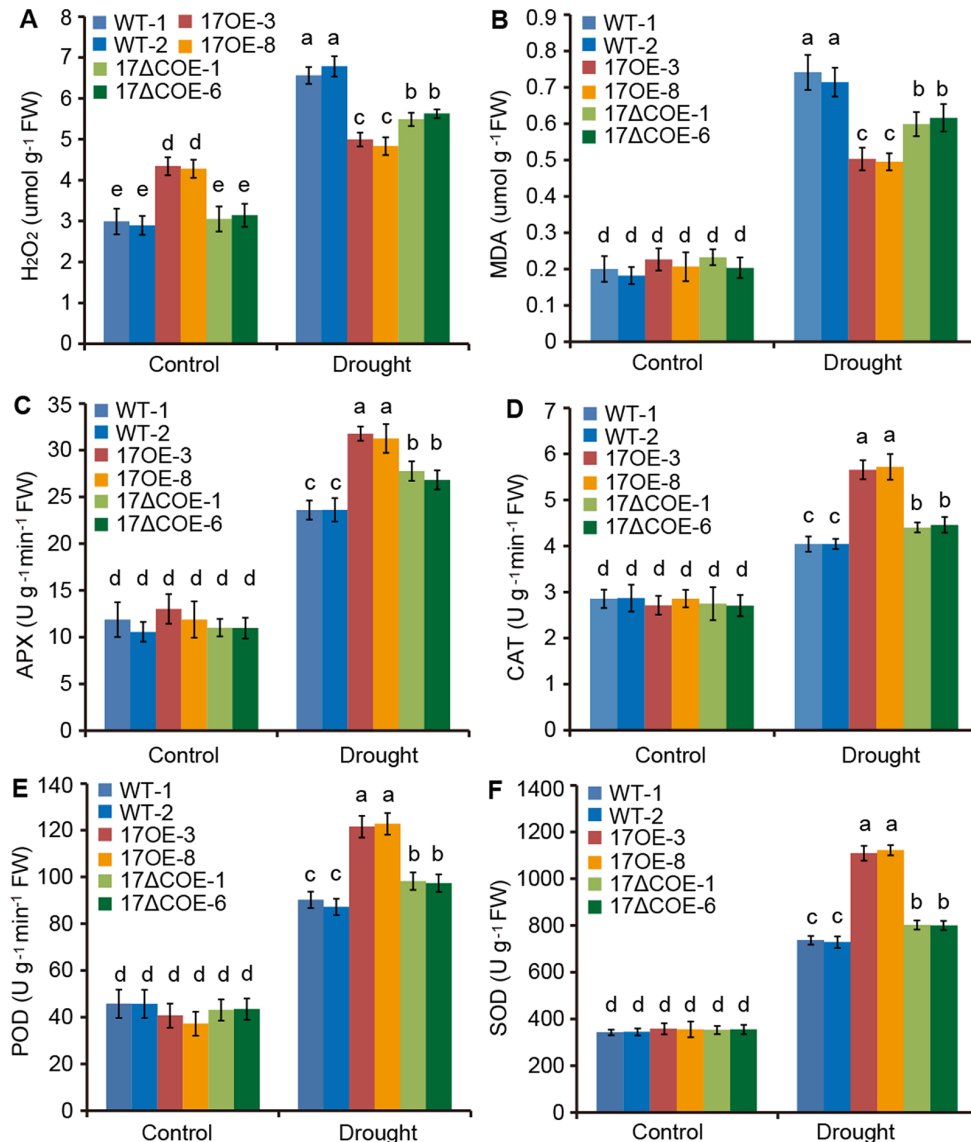 A
H₂O₂ (umol g⁻¹ FW)
8
7
6
5
4
3
2
1
0
WT-1 17OE-3
WT-2 17OE-8
17ΔCOE-1
17ΔCOE-6
e e d d e e
a a c c b b
Control Drought
B
MDA (umol g⁻¹FW)
0.9
0.8
0.7
0.6
0.5
0.4
0.3
0.2
0.1
0
WT-1
WT-2
17OE-3
17OE-8
17ΔCOE-1
17ΔCOE-6
d d d d d d
a a c c b b
Control Drought
C
APX (U g⁻¹min⁻¹ FW)
35
30
25
20
15
10
5
0
WT-1
WT-2
17OE-3
17OE-8
17ΔCOE-1
17ΔCOE-6
d d d d d d
c c a a b b
Control Drought
D
CAT (U g⁻¹min⁻¹ FW)
7
6
5
4
3
2
1
0
WT-1
WT-2
17OE-3
17OE-8
17ΔCOE-1
17ΔCOE-6
d d d d d d
c c a a b b
Control Drought
E
POD (U g⁻¹min⁻¹ FW)
140
120
100
80
60
40
20
0
WT-1
WT-2
17OE-3
17OE-8
17ΔCOE-1
17ΔCOE-6
d d d d d d
c c a a b b
Control Drought
F
SOD (U g⁻¹FW)
1400
1200
1000
800
600
400
200
0
WT-1
WT-2
17OE-3
17OE-8
17ΔCOE-1
17ΔCOE-6
d d d d d d
c c a a b b
Control Drought